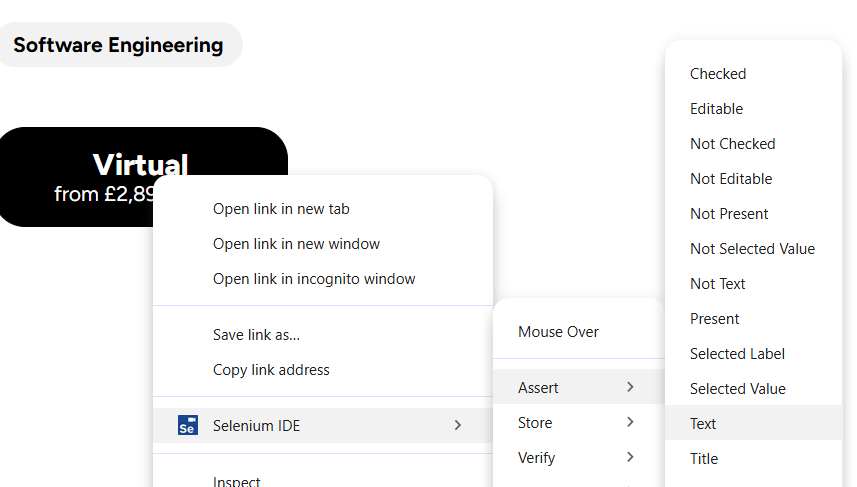 Software Engineering
Virtual
from £2,89
Open link in new tab
Open link in new window
Open link in incognito window
Save link as...
Copy link address
Se
Selenium IDE
Inspect
Mouse Over
Assert
Store
Verify
Checked
Editable
Not Checked
Not Editable
Not Present
Not Selected Value
Not Text
Present
Selected Label
Selected Value
Text
Title